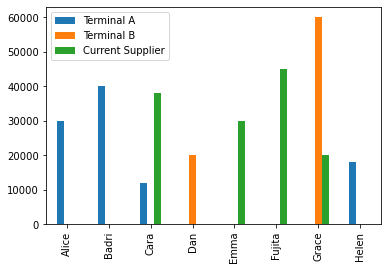 Terminal A
Terminal B
Current Supplier
60000
50000
40000
30000
20000
10000
0
Alice
Badri
Cara
Dan
Emma
Fujita
Grace
Helen